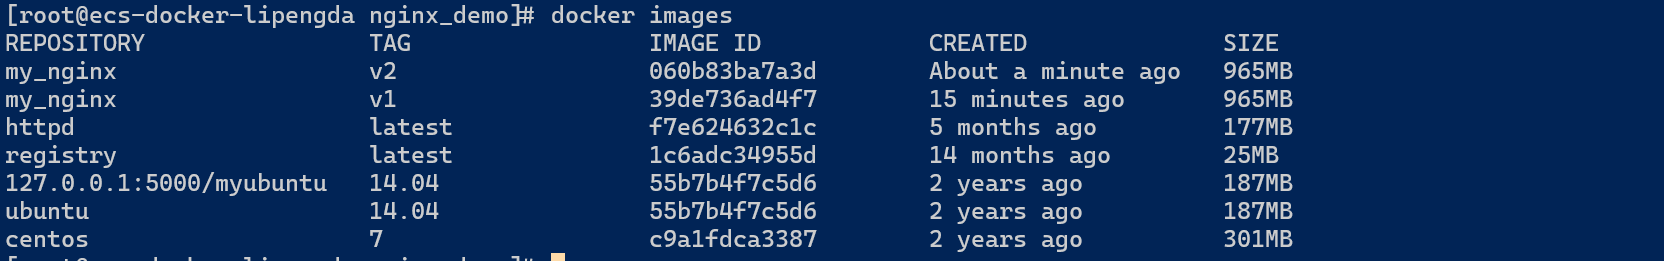 [root@ecs-docker-lipengda nginx_demo]# docker images
REPOSITORY TAG IMAGE ID CREATED SIZE
my_nginx v2 060b83ba7a3d About a minute ago 965MB
my_nginx v1 39de736ad4f7 15 minutes ago 965MB
httpd latest f7e624632c1c 5 months ago 177MB
registry latest 1c6adc34955d 14 months ago 25MB
127.0.0.1:5000/myubuntu 14.04 55b7b4f7c5d6 2 years ago 187MB
ubuntu 14.04 55b7b4f7c5d6 2 years ago 187MB
centos 7 c9a1fdca3387 2 years ago 301MB